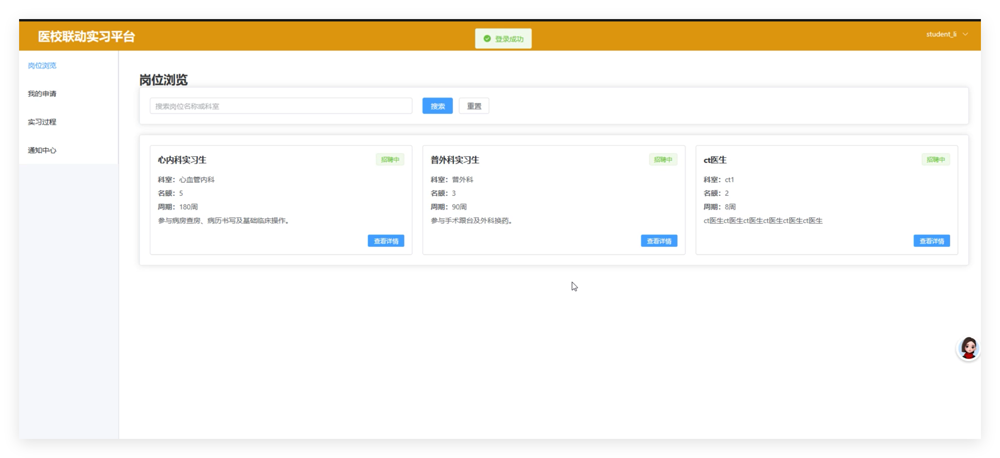 医校联动实习平台
登录成功
student_li
岗位浏览
我的申请
实习过程
通知中心
岗位浏览
搜索岗位名称或科室
搜索
重置
心内科实习生
招聘中
科室：心血管内科
名额：5
周期：180周
参与病房查房、病历书写及基础临床操作。
查看详情
普外科实习生
招聘中
科室：普外科
名额：3
周期：90周
参与手术跟台及外科换药。
查看详情
ct医生
招聘中
科室：ct1
名额：2
周期：8周
ct医生ct医生ct医生ct医生ct医生ct医生
查看详情